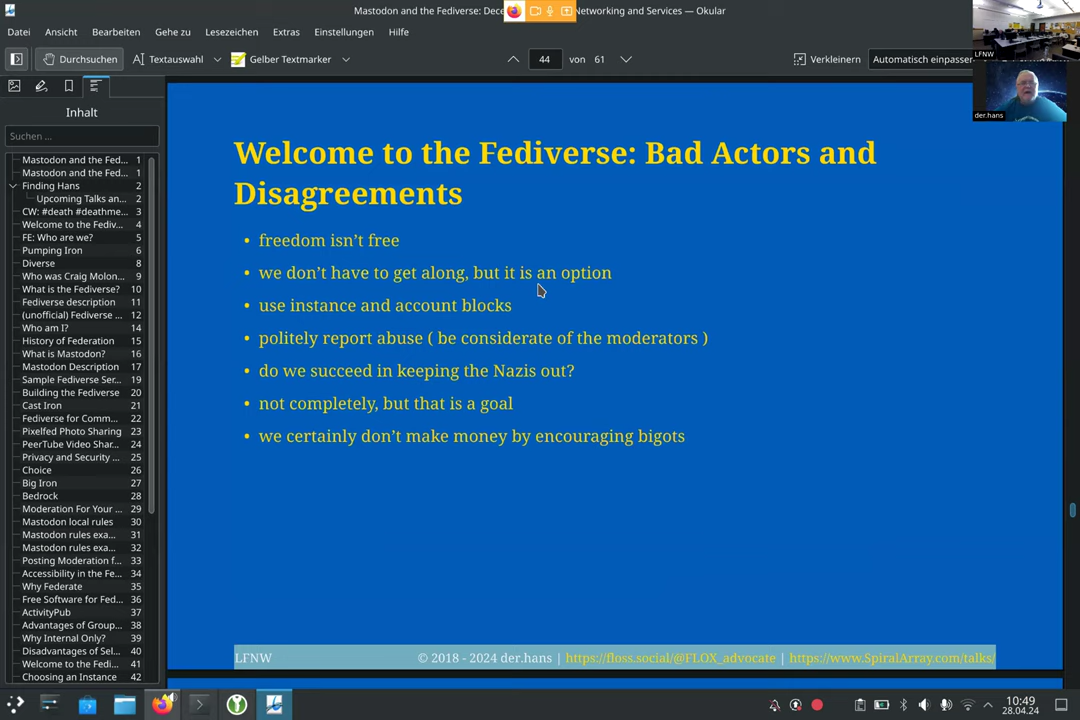 Mastodon and the Fediverse: Dece
Networking and Services — Okular
Datei Ansicht Bearbeiten Gehe zu Lesezeichen Extras Einstellungen Hilfe
Durchsuchen Textauswahl Gelber Textmarker 44 von 61 Verkleinern Automatisch einpassen
LFNW
der.hans
Inhalt
Suchen ...
Mastodon and the Fed... 1
Mastodon and the Fed... 1
Finding Hans 2
Upcoming Talks an... 2
CW: #death #deathme... 3
Welcome to the Fediv... 4
FE: Who are we? 5
Pumping Iron 6
Diverse 8
Who was Craig Molon... 9
What is the Fediverse? 10
Fediverse description 11
(unofficial) Fediverse ... 12
Who am I? 14
History of Federation 15
What is Mastodon? 16
Mastodon Description 17
Sample Fediverse Ser... 19
Building the Fediverse 20
Cast Iron 21
Fediverse for Comm... 22
Pixelfed Photo Sharing 23
PeerTube Video Shar... 24
Privacy and Security ... 25
Choice 26
Big Iron 27
Bedrock 28
Moderation For Your ... 29
Mastodon local rules 30
Mastodon rules exa... 31
Mastodon rules exa... 32
Posting Moderation f... 33
Accessibility in the Fe... 34
Why Federate 35
Free Software for Fed... 36
ActivityPub 37
Advantages of Group... 38
Why Internal Only? 39
Disadvantages of Sel... 40
Welcome to the Fedi... 41
Choosing an Instance 42
Welcome to the Fediverse: Bad Actors and
Disagreements
• freedom isn’t free
• we don’t have to get along, but it is an option
• use instance and account blocks
• politely report abuse ( be considerate of the moderators )
• do we succeed in keeping the Nazis out?
• not completely, but that is a goal
• we certainly don’t make money by encouraging bigots
LFNW © 2018 - 2024 der.hans | https://floss.social/@FLOX_advocate | https://www.SpiralArray.com/talks/
10:49
28.04.24